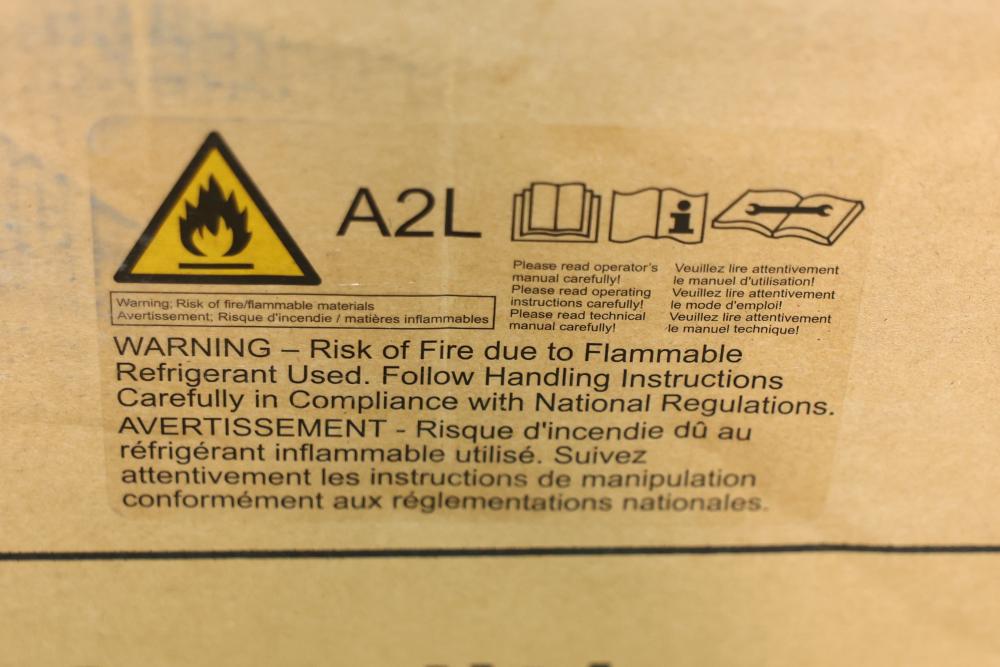 A2L
Please read operator's
manual carefully!
Please read operating
instructions carefully!
Please read technical
manual carefully!
Veuillez lire attentivement
le manuel d'utilisation!
Veuillez lire attentivement
le mode d'emploi!
Veuillez lire attentivement
le manuel technique!
Warning; Risk of fire/flammable materials
Avertissement; Risque d'incendie / matières inflammables
WARNING – Risk of Fire due to Flammable
Refrigerant Used. Follow Handling Instructions
Carefully in Compliance with National Regulations.
AVERTISSEMENT - Risque d'incendie dû au
réfrigérant inflammable utilisé. Suivez
attentivement les instructions de manipulation
conformément aux réglementations nationales.